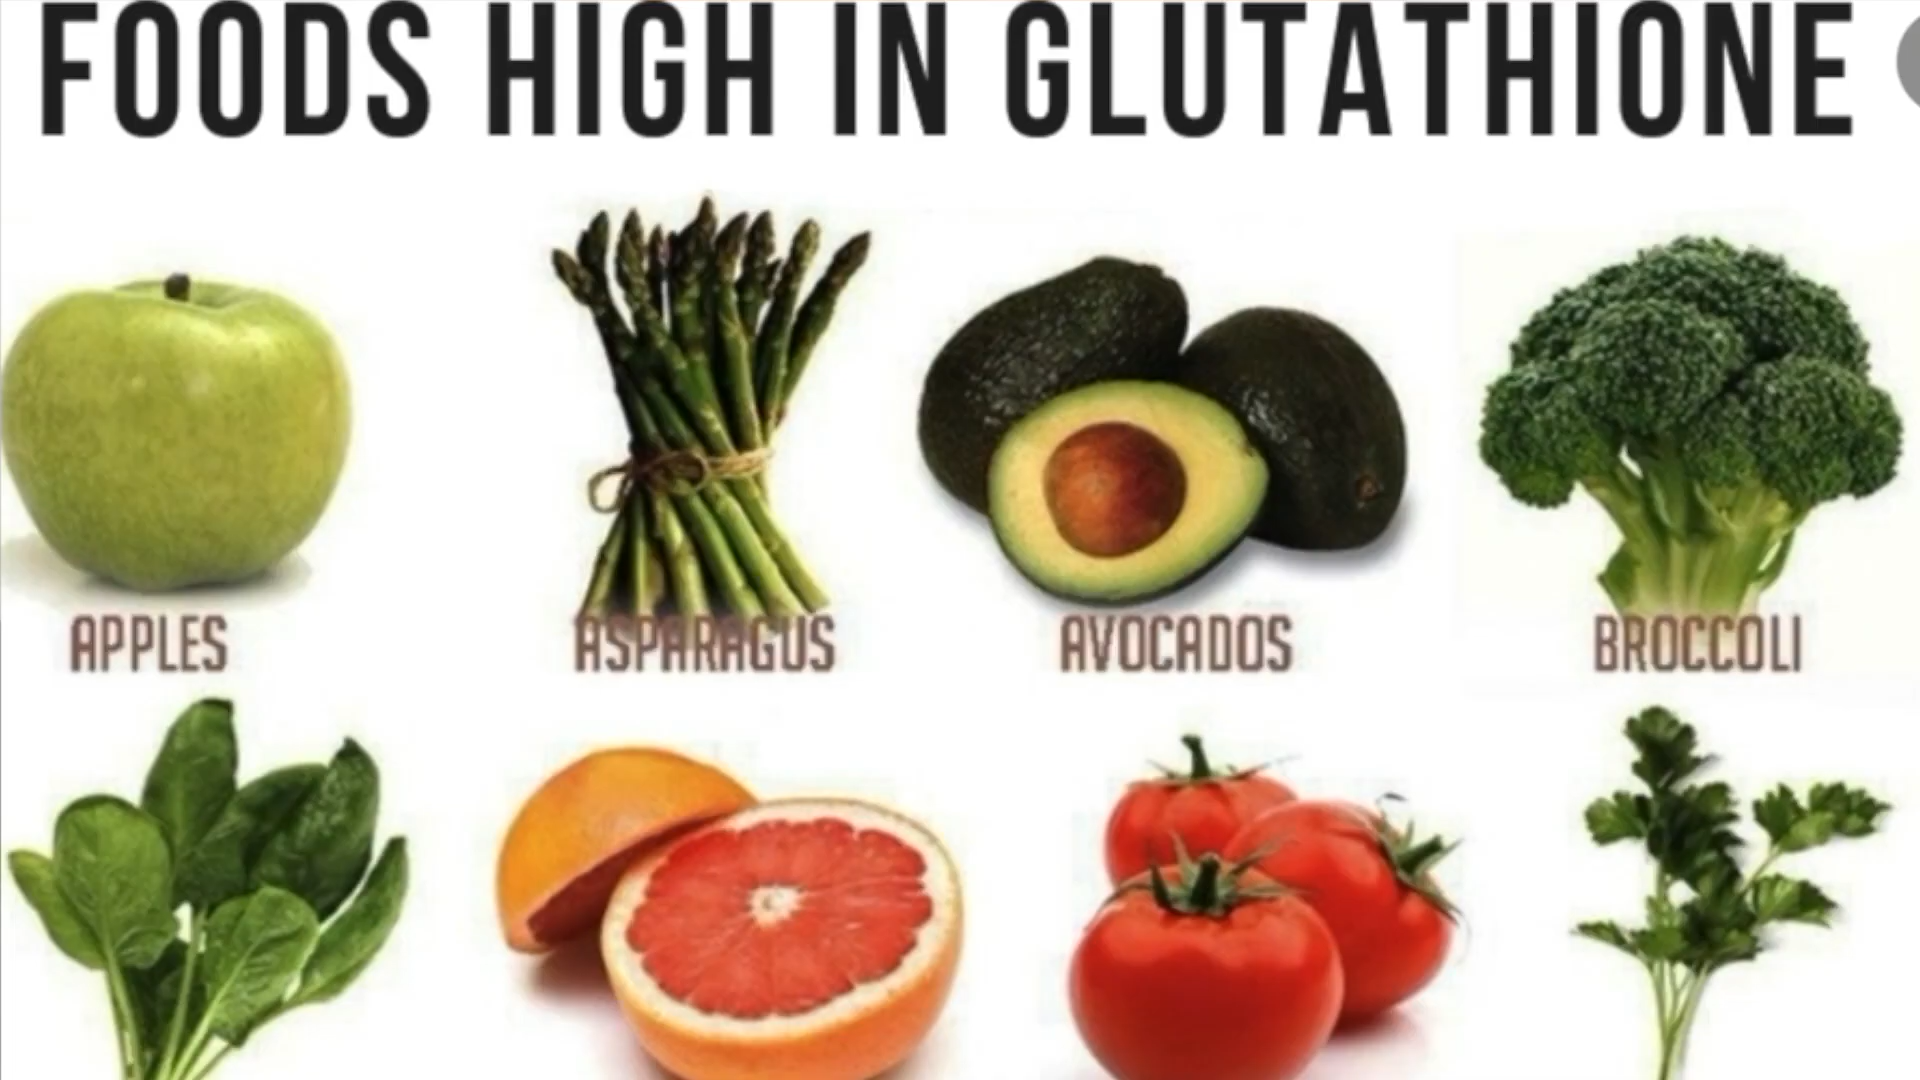 FOODS HIGH IN GLUTATHIONE
APPLES
ASPARAGUS
AVOCADOS
BROCCOLI